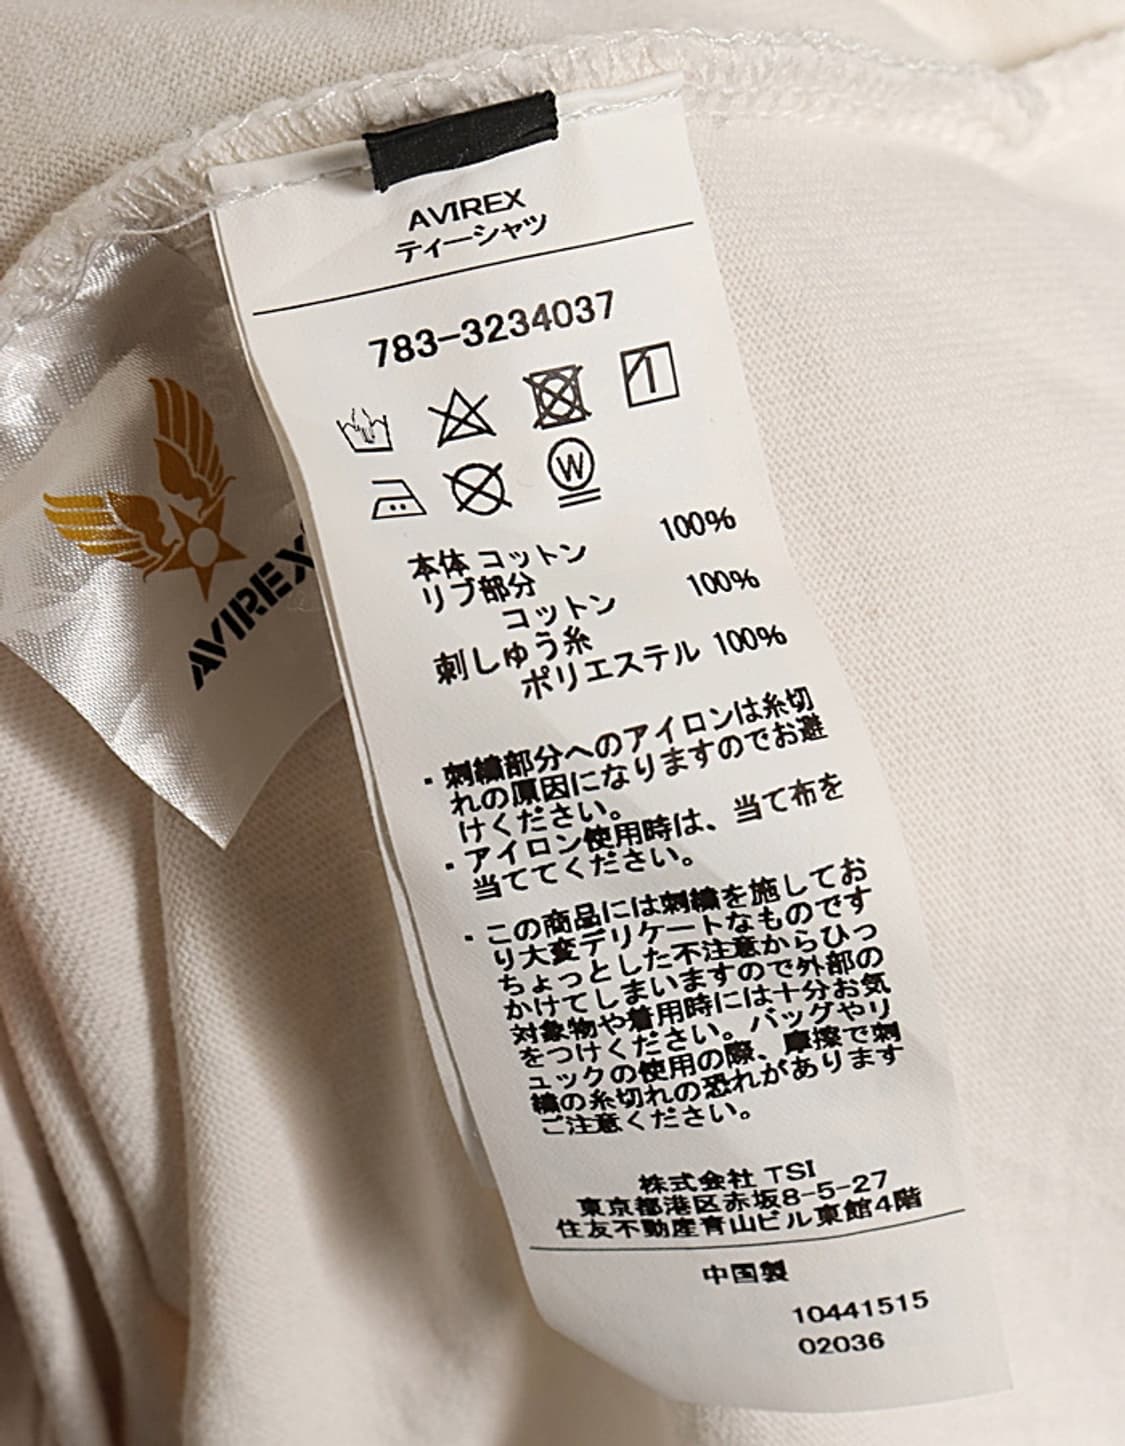 AVIREX
ティーシャツ
783-3234037
W
本体 コットン 100%
リブ部分
コットン 100%
刺しゅう糸
ポリエステル 100%
・刺繍部分へのアイロンは糸切
れの原因になりますのでお避
けください。
・アイロン使用時は、当て布を
当ててください。
・この商品には刺繍を施してお
り大変デリケートなものです
ちょっとした不注意からひっ
かけてしまいますので外部の
対象物や着用時には十分お気
をつけください。バッグやリ
ュックの使用の際、摩擦で刺
繍の糸切れの恐れがあります
ご注意ください。
株式会社 TSI
東京都港区赤坂8-5-27
住友不動産青山ビル東館4階
中国製
10441515
02036
AVIREX